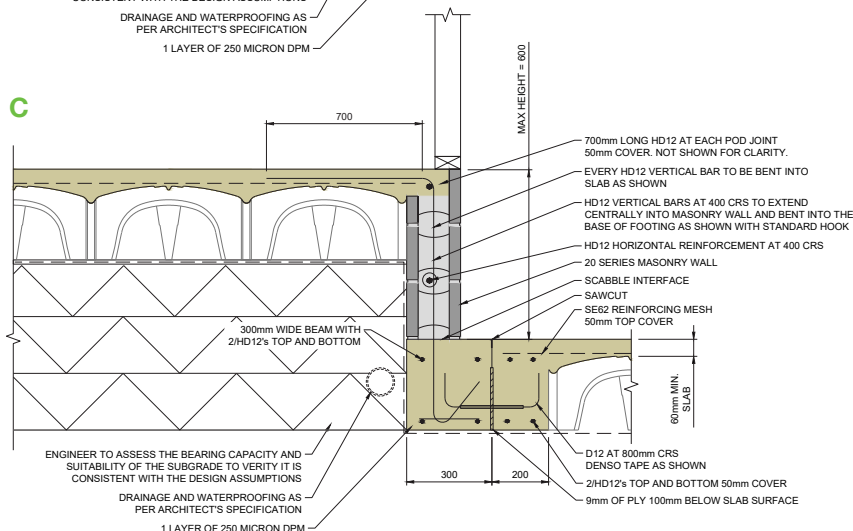 DRAINAGE AND WATERPROOFING AS
PER ARCHITECT'S SPECIFICATION
1 LAYER OF 250 MICRON DPM
C
700
MAX HEIGHT = 600
700mm LONG HD12 AT EACH POD JOINT
50mm COVER. NOT SHOWN FOR CLARITY.
EVERY HD12 VERTICAL BAR TO BE BENT INTO
SLAB AS SHOWN
HD12 VERTICAL BARS AT 400 CRS TO EXTEND
CENTRALLY INTO MASONRY WALL AND BENT INTO THE
BASE OF FOOTING AS SHOWN WITH STANDARD HOOK
HD12 HORIZONTAL REINFORCEMENT AT 400 CRS
20 SERIES MASONRY WALL
SCABBLE INTERFACE
SAWCUT
SE62 REINFORCING MESH
50mm TOP COVER
300mm WIDE BEAM WITH
2/HD12's TOP AND BOTTOM
60mm MIN.
SLAB
ENGINEER TO ASSESS THE BEARING CAPACITY AND
SUITABILITY OF THE SUBGRADE TO VERITY IT IS
CONSISTENT WITH THE DESIGN ASSUMPTIONS
300
200
D12 AT 800mm CRS
DENSO TAPE AS SHOWN
2/HD12's TOP AND BOTTOM 50mm COVER
9mm OF PLY 100mm BELOW SLAB SURFACE
DRAINAGE AND WATERPROOFING AS
PER ARCHITECT'S SPECIFICATION
1 LAYER OF 250 MICRON DPM